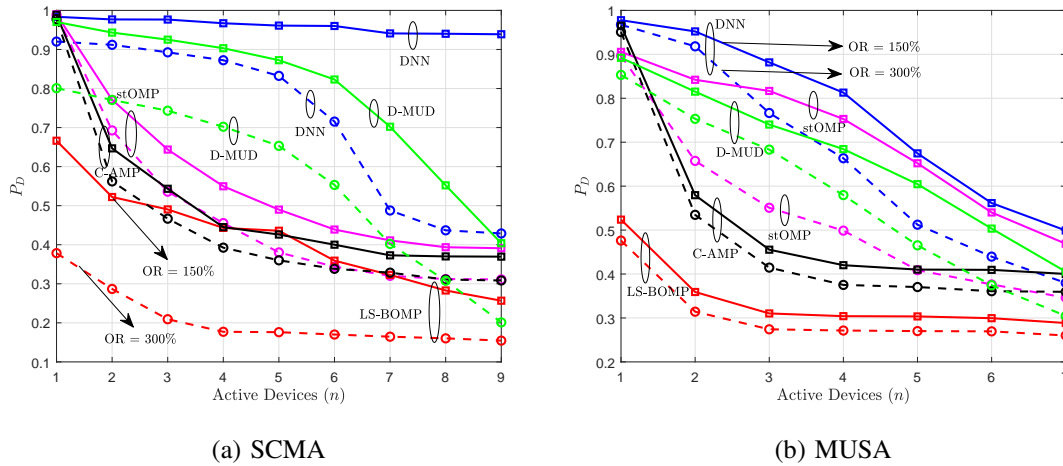 1
0.9
0.8
0.7
0.6
0.5
0.4
0.3
0.2
0.1
P_D
DNN
stOMP
DNN
D-MUD
D-MUD
C-AMP
OR = 150%
LS-BOMP
OR = 300%
1 2 3 4 5 6 7 8 9
Active Devices (n)
(a) SCMA
1
0.9
0.8
0.7
0.6
0.5
0.4
0.3
0.2
P_D
DNN
OR = 150%
OR = 300%
stOMP
D-MUD
stOMP
C-AMP
LS-BOMP
1 2 3 4 5 6 7
Active Devices (n)
(b) MUSA